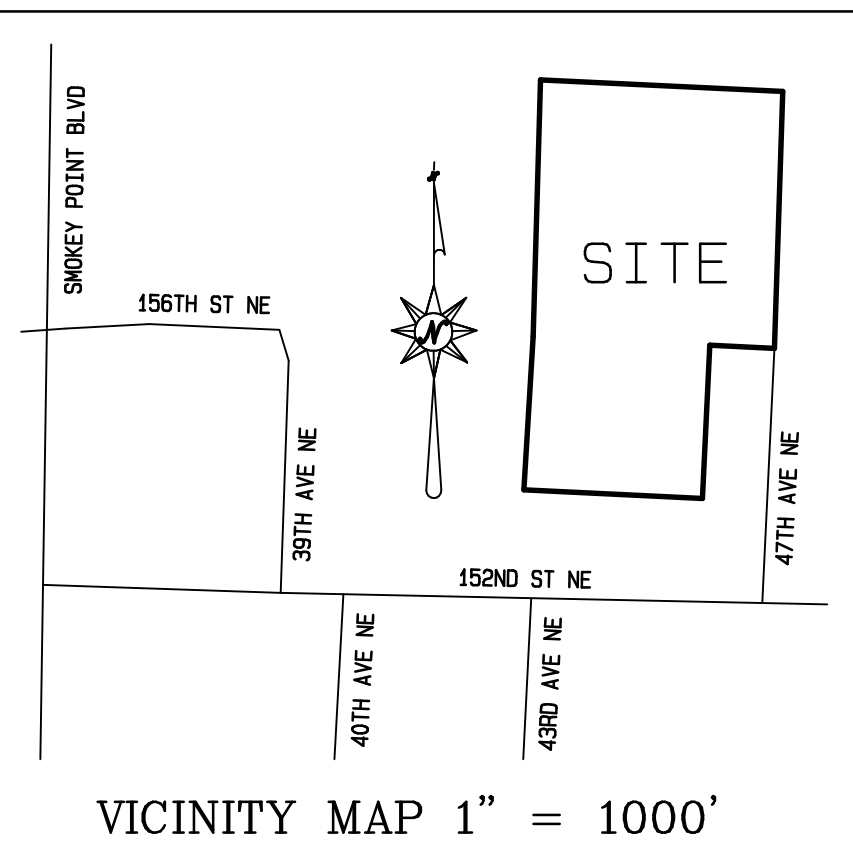 SMOKEY POINT BLVD
SITE
156TH ST NE
N
39TH AVE NE
47TH AVE NE
152ND ST NE
40TH AVE NE
43RD AVE NE
VICINITY MAP 1” = 1000’